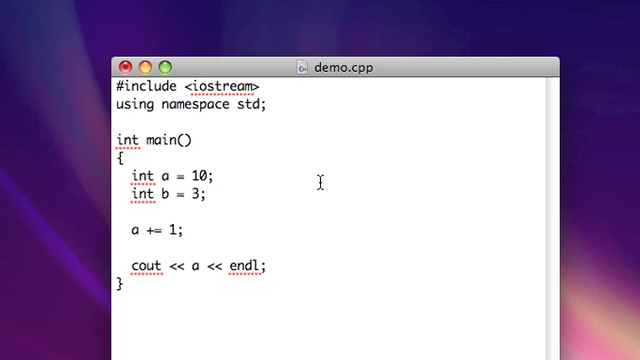 demo.cpp
#include <iostream>
using namespace std;
int main()
{
int a = 10;
int b = 3;
a += 1;
cout << a << endl;
}